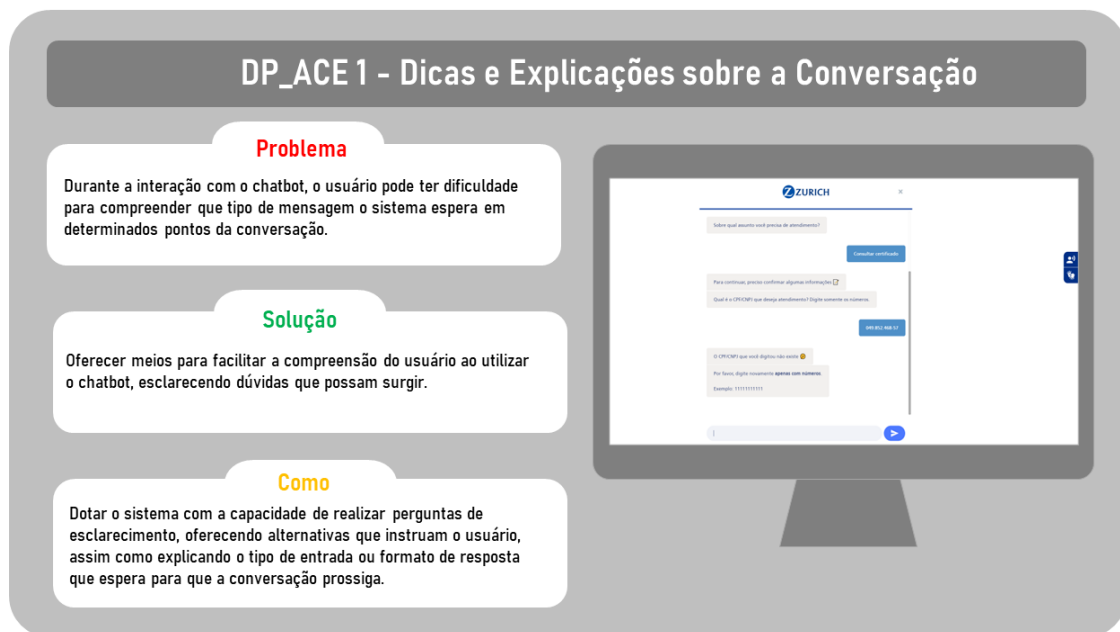 DP_ACE 1 - Dicas e Explicações sobre a Conversação
Problema
Durante a interação com o chatbot, o usuário pode ter dificuldade
para compreender que tipo de mensagem o sistema espera em
determinados pontos da conversação.
Solução
Oferecer meios para facilitar a compreensão do usuário ao utilizar
o chatbot, esclarecendo dúvidas que possam surgir.
Como
Dotar o sistema com a capacidade de realizar perguntas de
esclarecimento, oferecendo alternativas que instruam o usuário,
assim como explicando o tipo de entrada ou formato de resposta
que espera para que a conversação prossiga.
ZURICH
Sobre qual assunto você precisa de atendimento?
Consultar certificado
Para continuar, preciso confirmar algumas informações
Qual é o CPF/CNPJ que deseja atendimento? Digite somente os números.
O CPF/CNPJ que você digitou não existe
Por favor, digite novamente apenas com números.
Exemplo: 11111111111